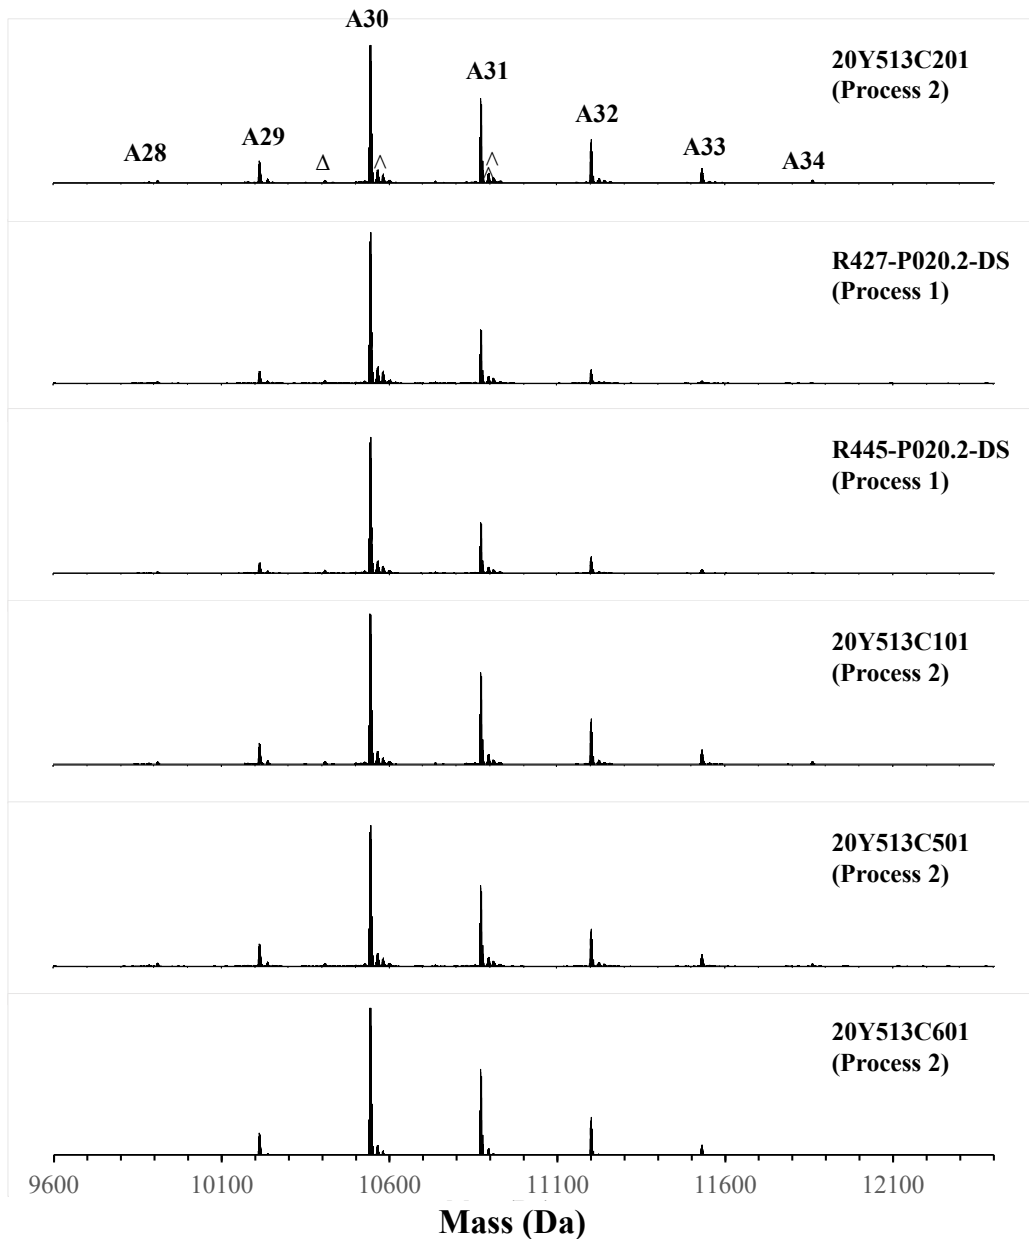 A30
A31
A32
A33
A34
A29
A28
Δ
^
^
20Y513C201
(Process 2)
R427-P020.2-DS
(Process 1)
R445-P020.2-DS
(Process 1)
20Y513C101
(Process 2)
20Y513C501
(Process 2)
20Y513C601
(Process 2)
9600 10100 10600 11100 11600 12100
Mass (Da)